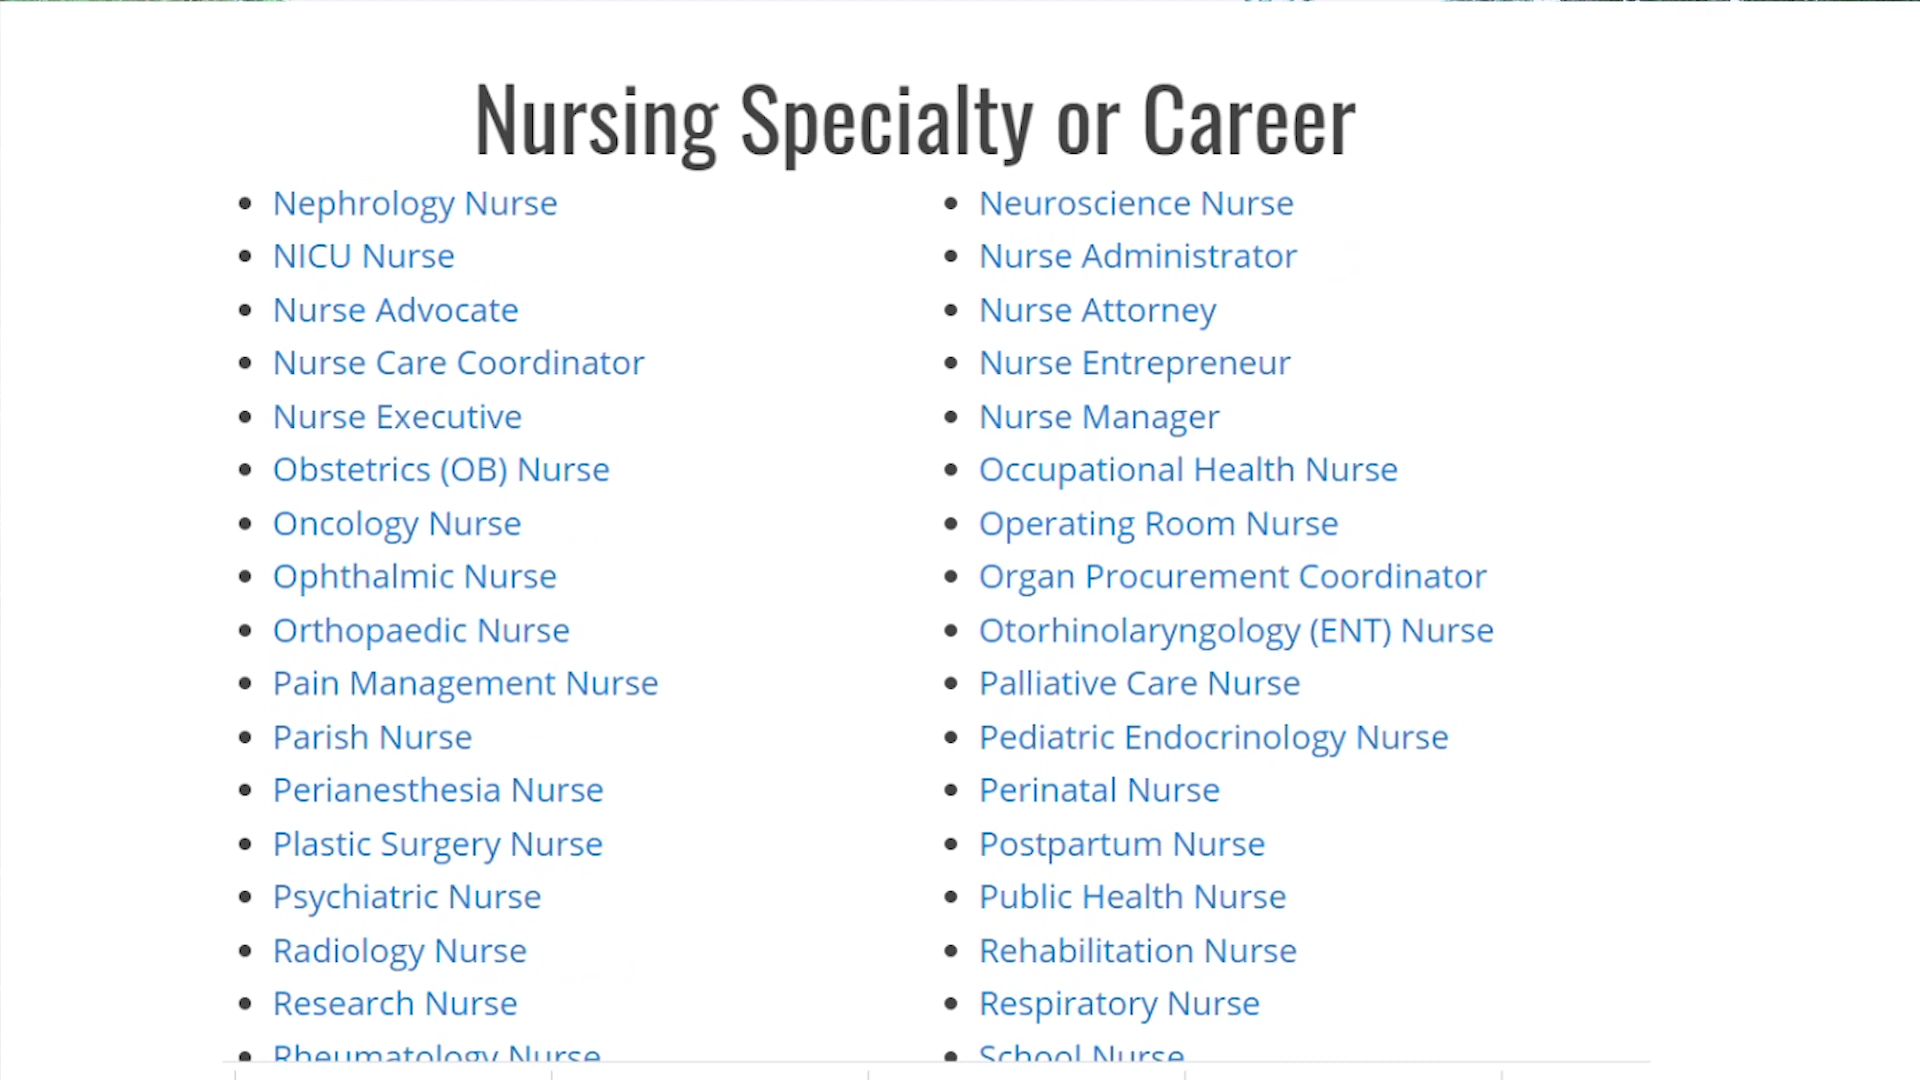 Nursing Specialty or Career
Nephrology Nurse
NICU Nurse
Nurse Advocate
Nurse Care Coordinator
Nurse Executive
Obstetrics (OB) Nurse
Oncology Nurse
Ophthalmic Nurse
Orthopaedic Nurse
Pain Management Nurse
Parish Nurse
Perianesthesia Nurse
Plastic Surgery Nurse
Psychiatric Nurse
Radiology Nurse
Research Nurse
Rheumatology Nurse
Neuroscience Nurse
Nurse Administrator
Nurse Attorney
Nurse Entrepreneur
Nurse Manager
Occupational Health Nurse
Operating Room Nurse
Organ Procurement Coordinator
Otorhinolaryngology (ENT) Nurse
Palliative Care Nurse
Pediatric Endocrinology Nurse
Perinatal Nurse
Postpartum Nurse
Public Health Nurse
Rehabilitation Nurse
Respiratory Nurse
School Nurse